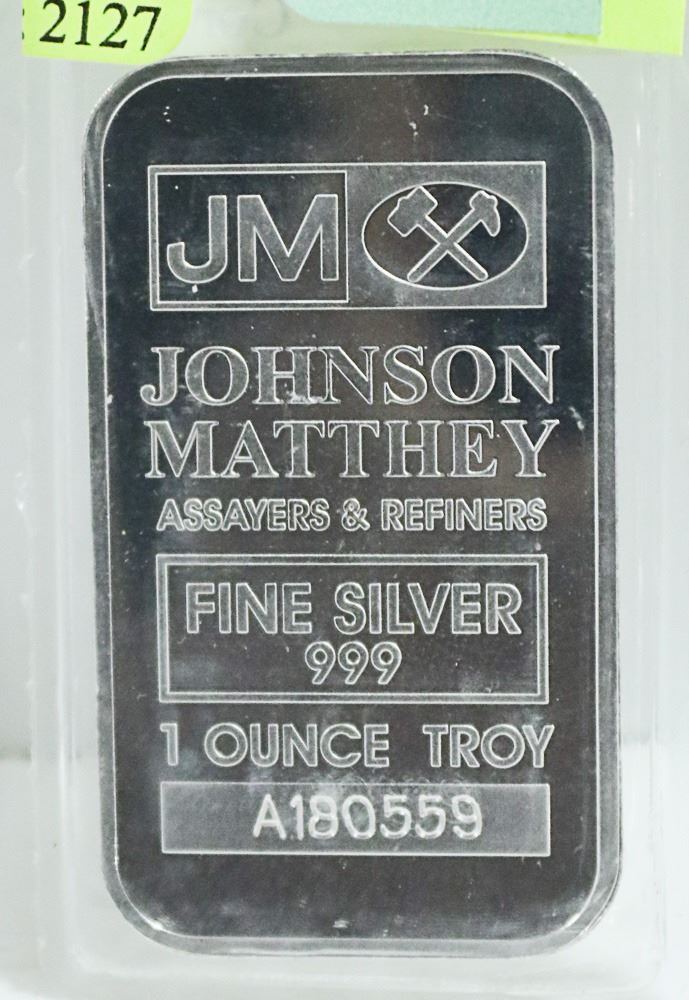 : 2127
JM
JOHNSON
MATTHEY
ASSAYERS & REFINERS
FINE SILVER
999
1 OUNCE TROY
A180559